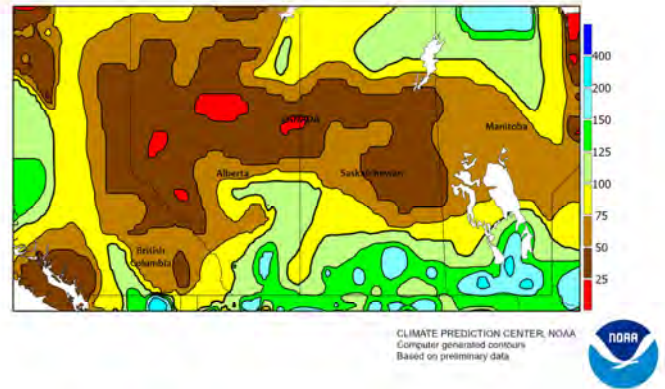 400
200
150
125
100
75
50
25
Manitoba
Alberta
Saskatchewan
British
Columbia
CLIMATE PREDICTION CENTER, NOAA
Computer generated contours
Based on preliminary data
NOAA